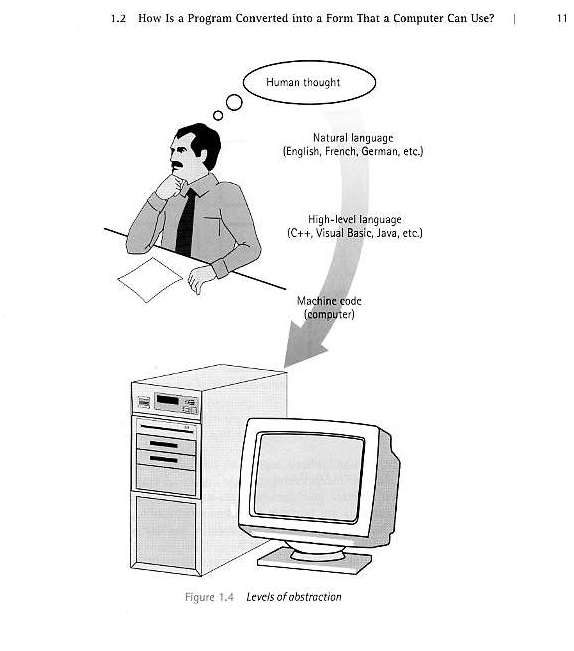 1.2 How Is a Program Converted into a Form That a Computer Can Use? | 11
Human thought
Natural language
(English, French, German, etc.)
High-level language
(C++, Visual Basic, Java, etc.)
Machine code
(computer)
Figure 1.4 Levels of abstraction